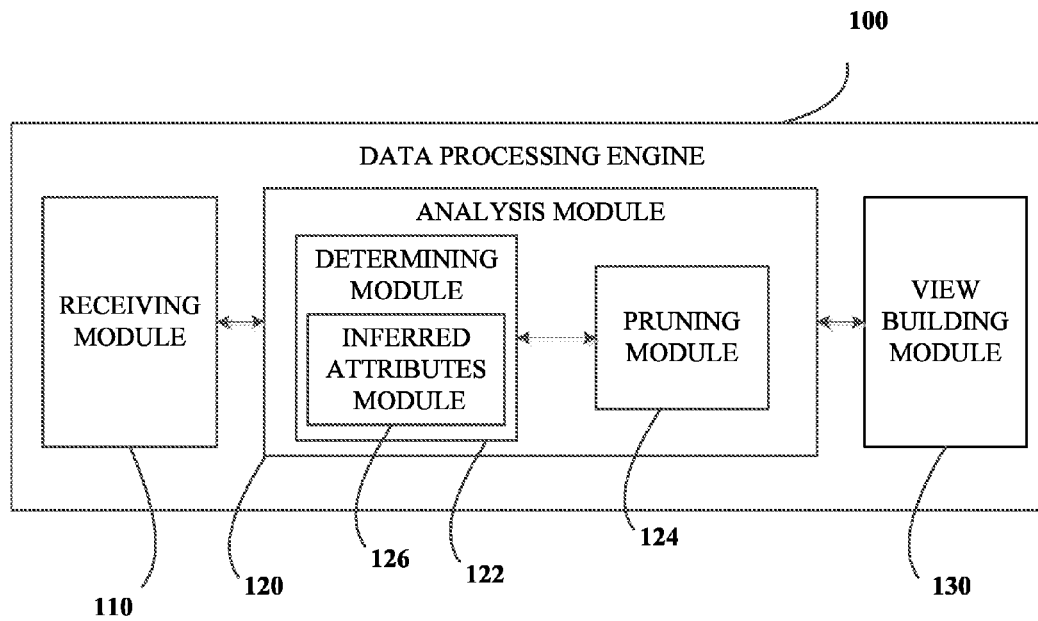 100
DATA PROCESSING ENGINE
ANALYSIS MODULE
RECEIVING
MODULE
DETERMINING
MODULE
INFERRED
ATTRIBUTES
MODULE
PRUNING
MODULE
VIEW
BUILDING
MODULE
110
120
126
122
124
130